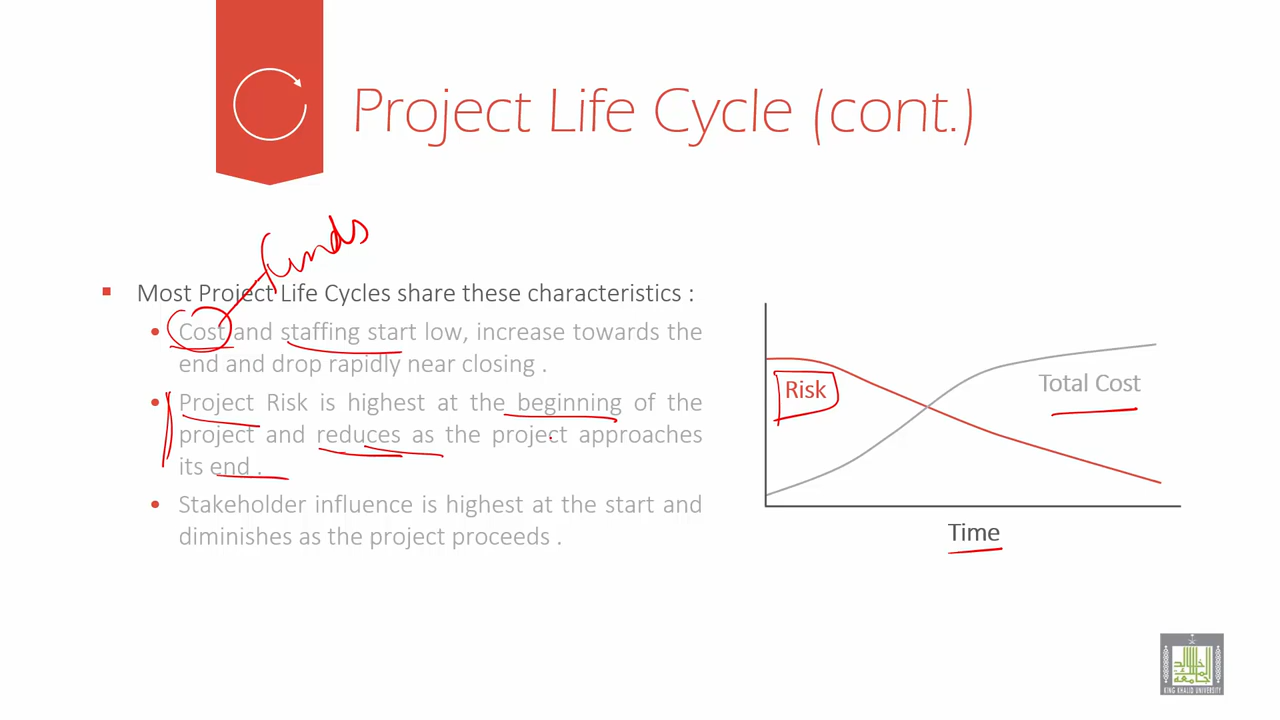 Project Life Cycle (cont.)
Funds
Most Project Life Cycles share these characteristics :
Cost and staffing start low, increase towards the
end and drop rapidly near closing .
Project Risk is highest at the beginning of the
project and reduces as the project approaches
its end .
Stakeholder influence is highest at the start and
diminishes as the project proceeds .
Risk
Total Cost
Time
KING KHALID UNIVERSITY